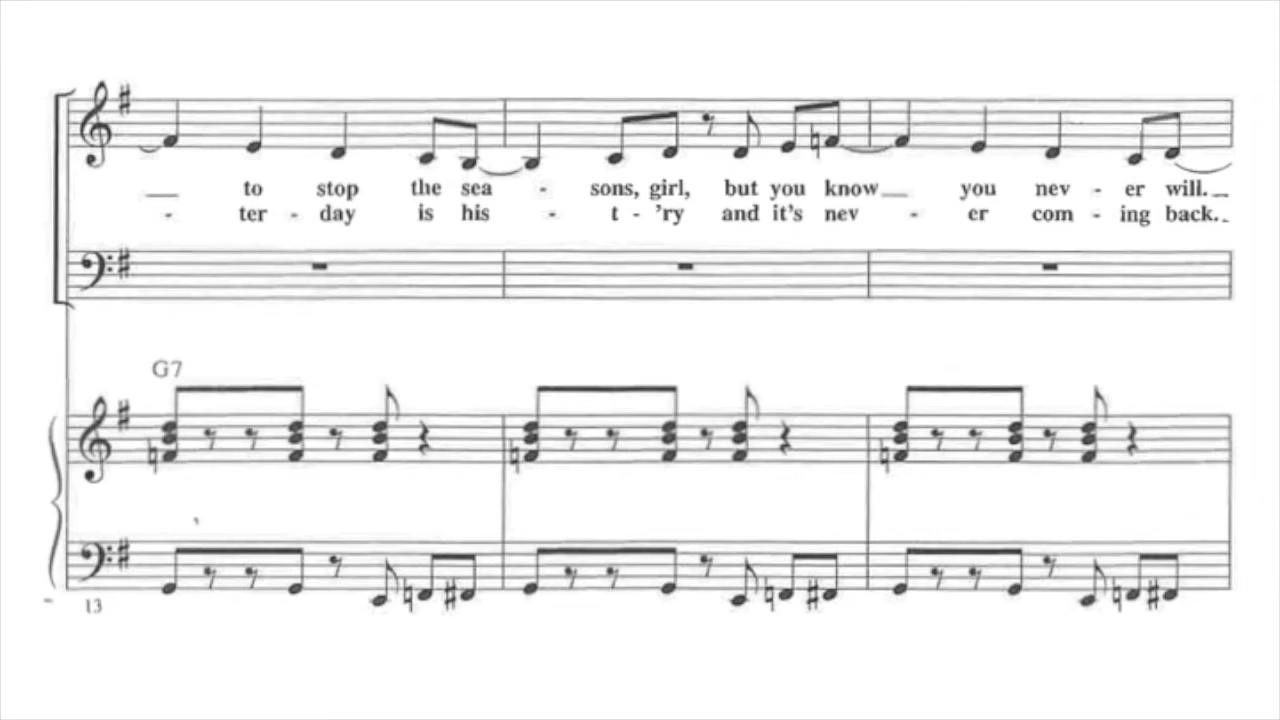 to stop the sea - sons, girl, but you know you nev - er will.
- ter - day is his - t - 'ry and it's nev - er com - ing back.
G7
13